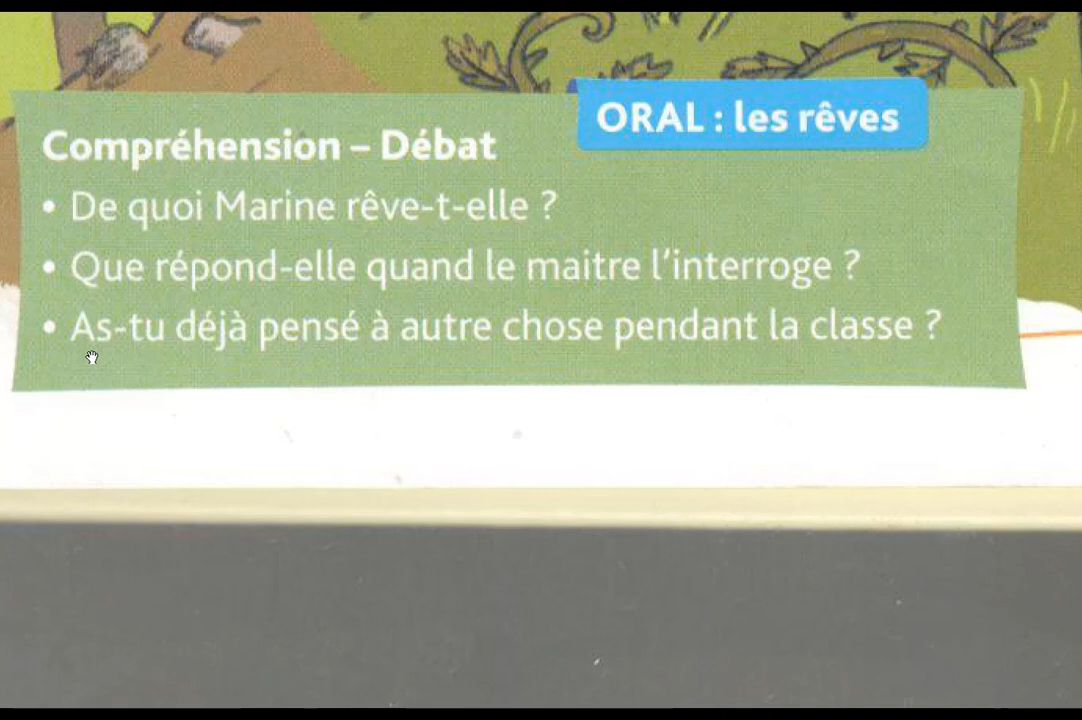 ORAL : les rêves
Compréhension – Débat
• De quoi Marine rêve-t-elle ?
• Que répond-elle quand le maitre l'interroge ?
• As-tu déjà pensé à autre chose pendant la classe ?